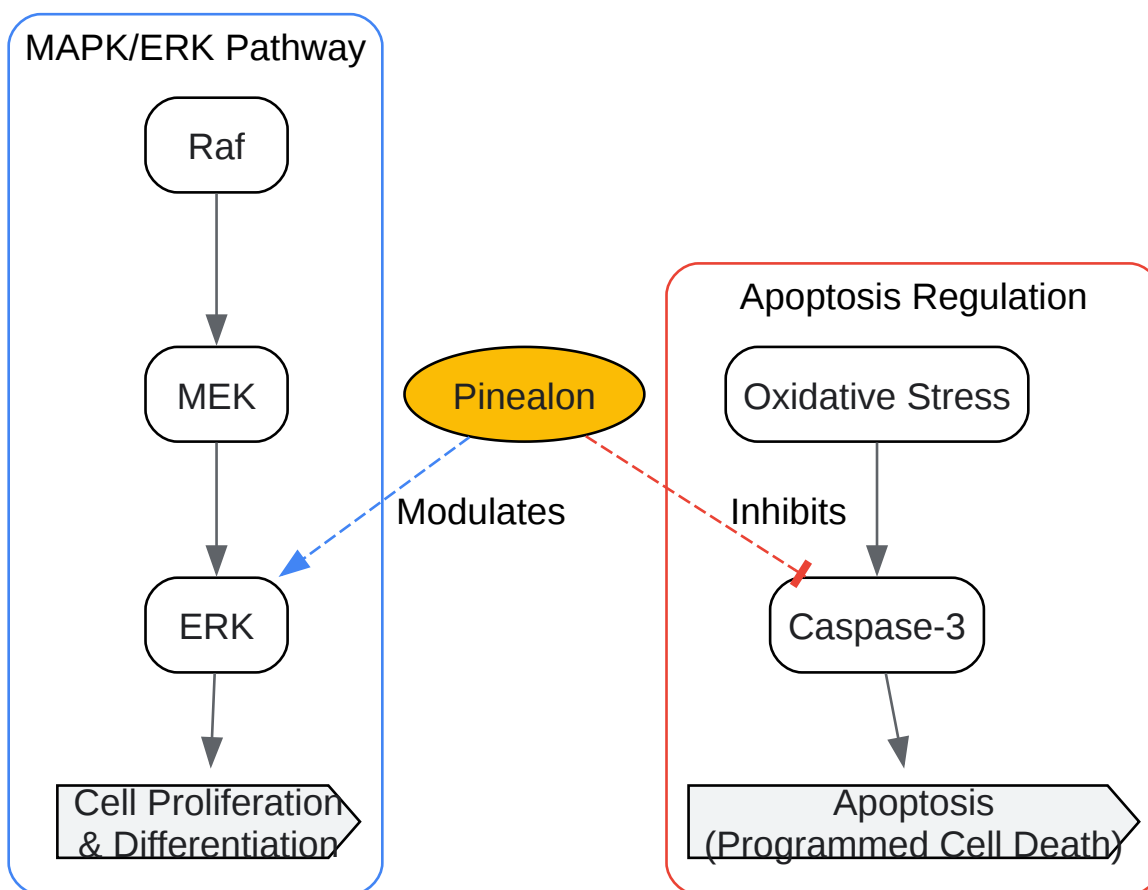 MAPK/ERK Pathway
Raf
Apoptosis Regulation
MEK
Pinealon
Oxidative Stress
Modulates
Inhibits
ERK
Caspase-3
Cell Proliferation
& Differentiation
Apoptosis
(Programmed Cell Death)